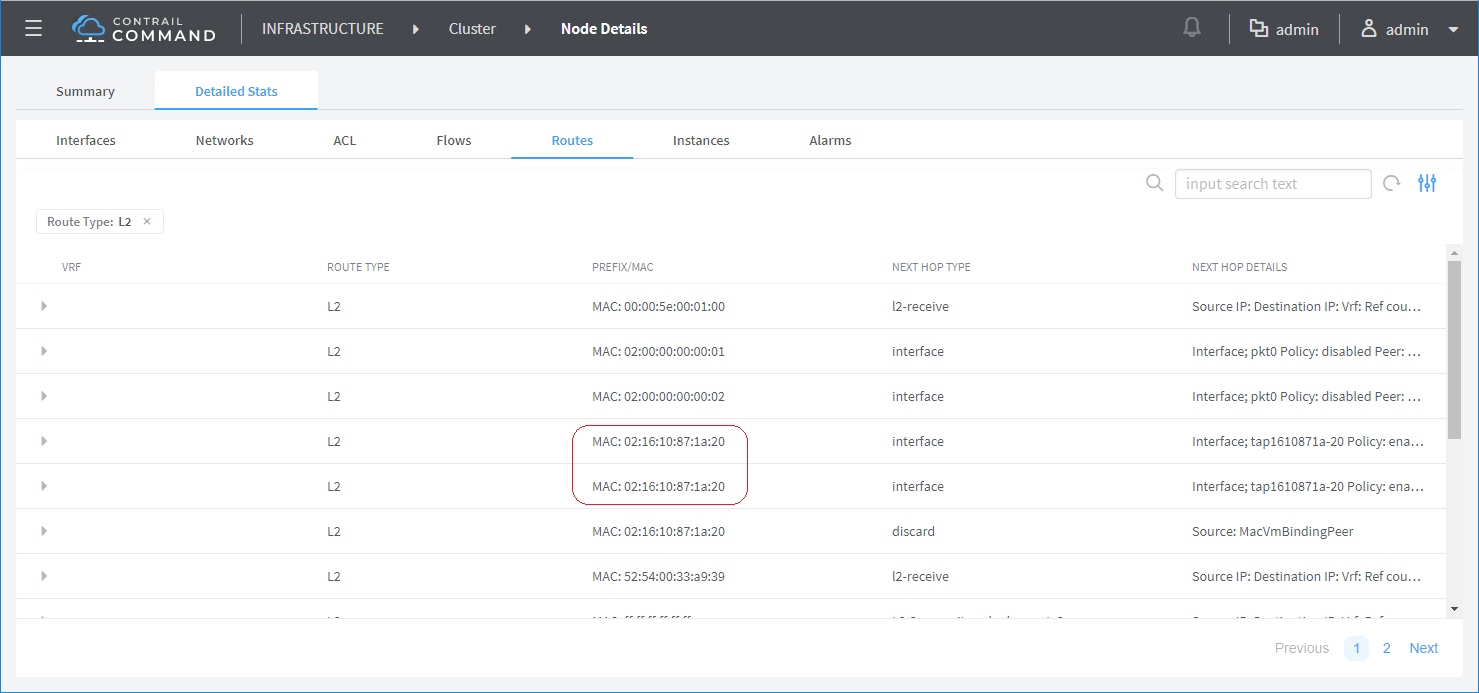 CONTRAIL COMMAND INFRASTRUCTURE Cluster Node Details admin admin
Summary Detailed Stats
Interfaces Networks ACL Flows Routes Instances Alarms
input search text
Route Type: L2 ×
VRF ROUTE TYPE PREFIX/MAC NEXT HOP TYPE NEXT HOP DETAILS
L2 MAC: 00:00:5e:00:01:00 l2-receive Source IP: Destination IP: Vrf: Ref cou…
L2 MAC: 02:00:00:00:00:01 interface Interface; pkt0 Policy: disabled Peer: …
L2 MAC: 02:00:00:00:00:02 interface Interface; pkt0 Policy: disabled Peer: …
L2 MAC: 02:16:10:87:1a:20 interface Interface; tap1610871a-20 Policy: ena…
L2 MAC: 02:16:10:87:1a:20 interface Interface; tap1610871a-20 Policy: ena…
L2 MAC: 02:16:10:87:1a:20 discard Source: MacVmBindingPeer
L2 MAC: 52:54:00:33:a9:39 l2-receive Source IP: Destination IP: Vrf: Ref cou…
Previous 1 2 Next